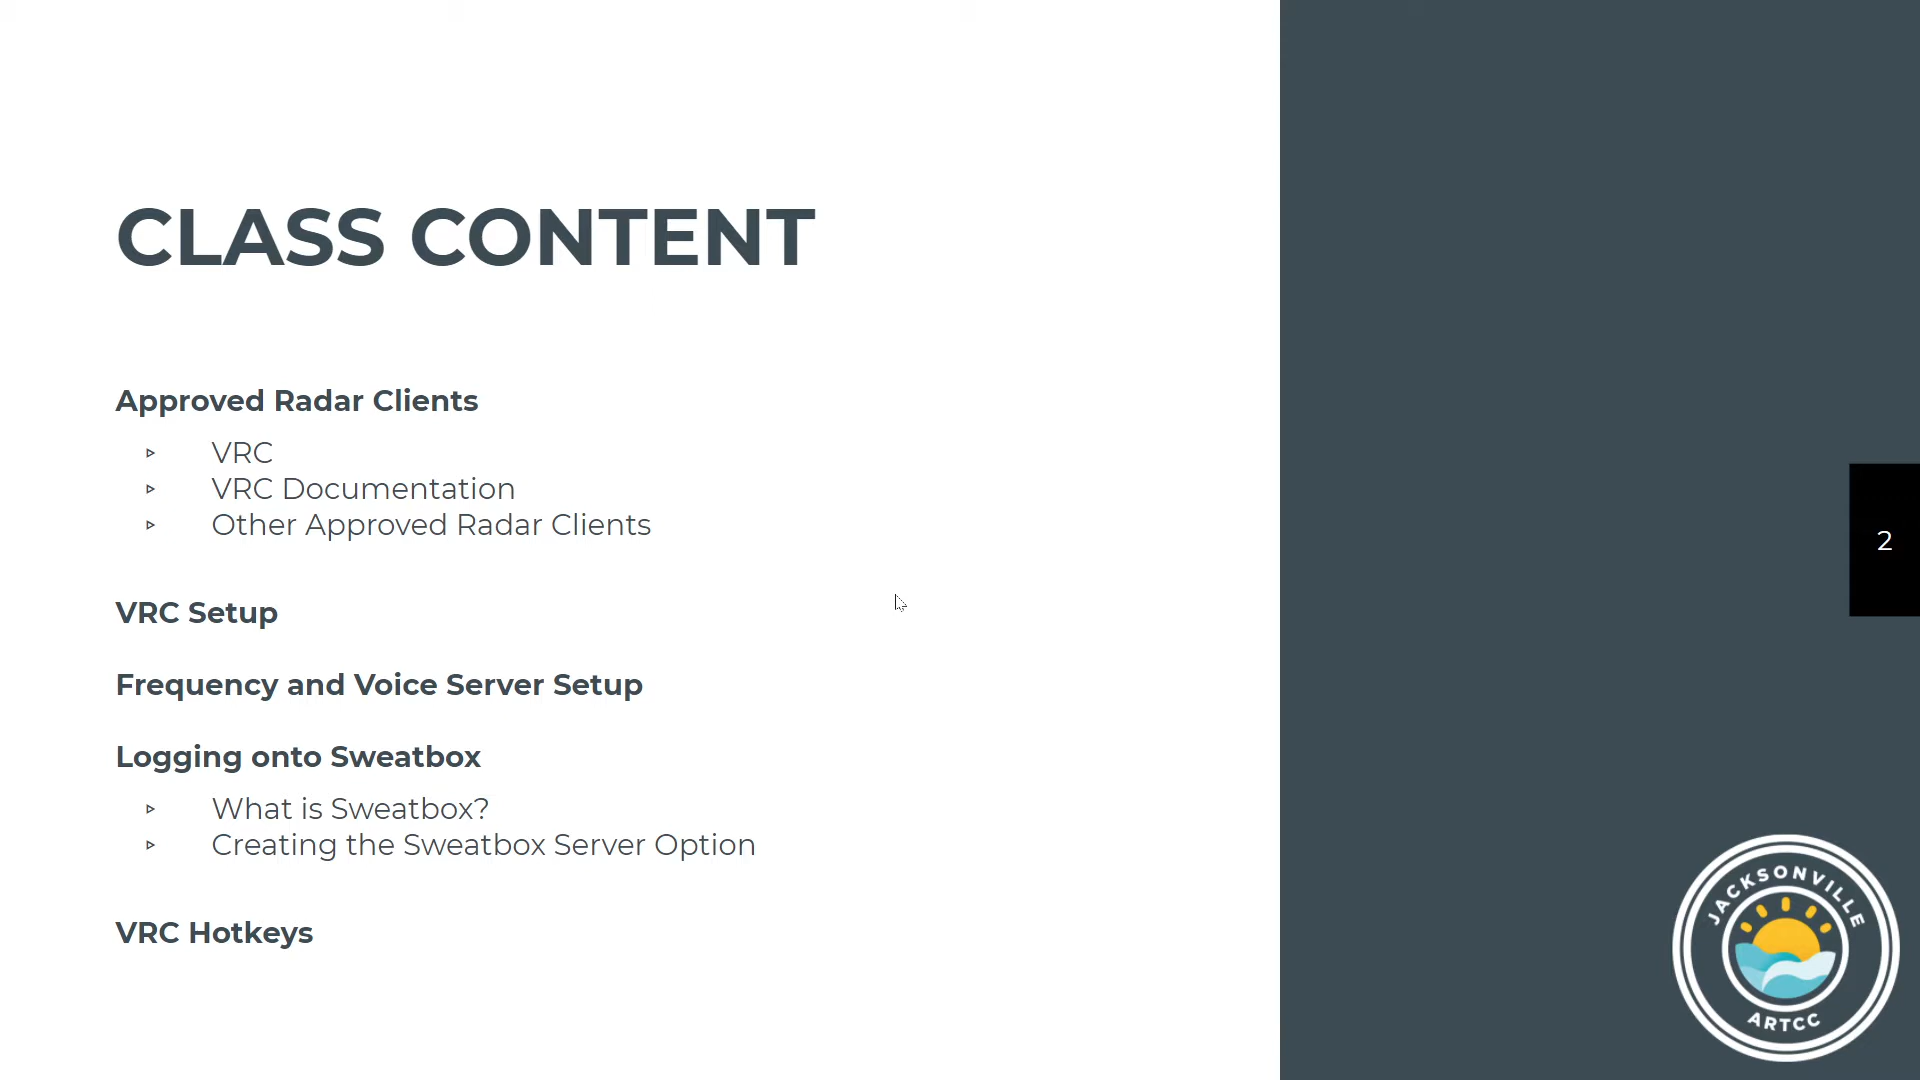 CLASS CONTENT
Approved Radar Clients
VRC
VRC Documentation
Other Approved Radar Clients
VRC Setup
Frequency and Voice Server Setup
Logging onto Sweatbox
What is Sweatbox?
Creating the Sweatbox Server Option
VRC Hotkeys
2
JACKSONVILLE
ARTCC